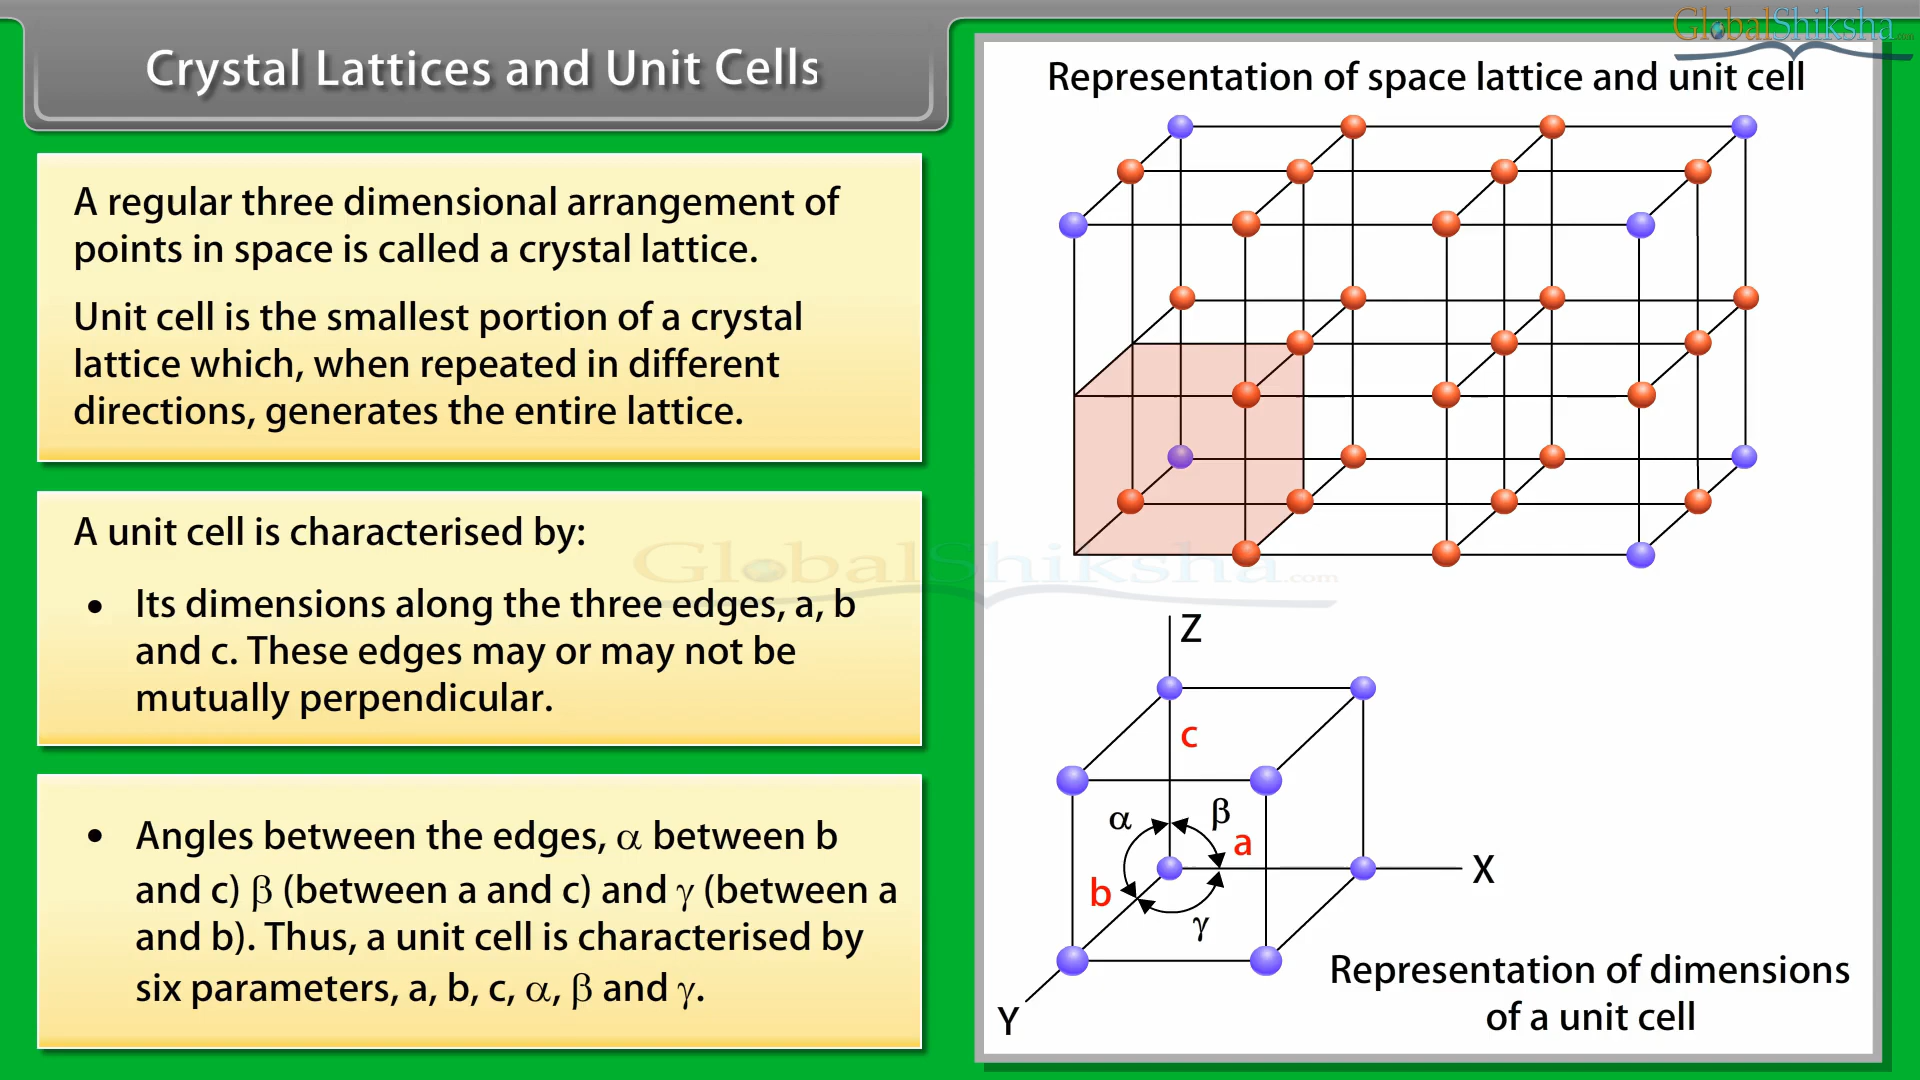 Crystal Lattices and Unit Cells
GlobalShiksha.com
A regular three dimensional arrangement of
points in space is called a crystal lattice.
Unit cell is the smallest portion of a crystal
lattice which, when repeated in different
directions, generates the entire lattice.
A unit cell is characterised by:
• Its dimensions along the three edges, a, b
and c. These edges may or may not be
mutually perpendicular.
• Angles between the edges, α between b
and c) β (between a and c) and γ (between a
and b). Thus, a unit cell is characterised by
six parameters, a, b, c, α, β and γ.
GlobalShiksha.com
Representation of space lattice and unit cell
Z
c
α
β
a
X
b
γ
Y
Representation of dimensions
of a unit cell